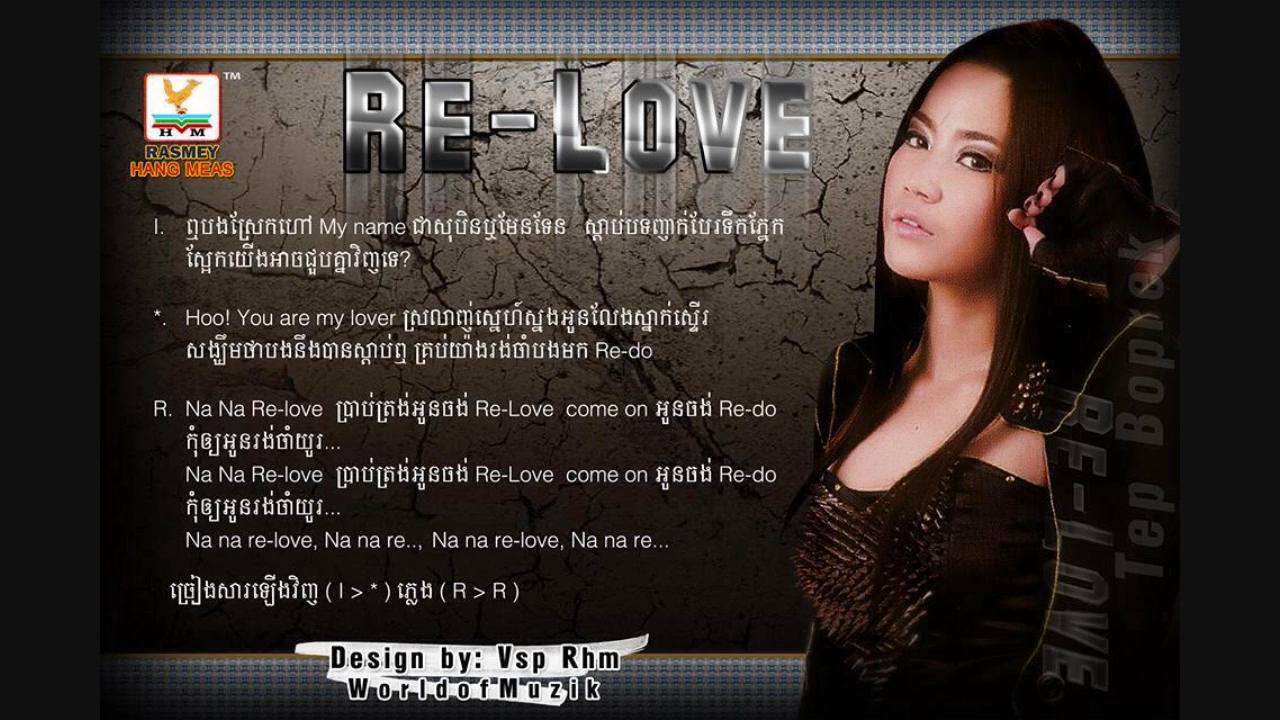 RE-LOVE
™
HM
RASMEY
HANG MEAS
I. ឮបងស្រែកហៅ My name ជាសុបិនឬមែនទែន ស្តាប់បទញាក់បែរទឹកភ្នែក
ស្អែកយើងអាចជួបគ្នាវិញទេ?
*. Hoo! You are my lover ស្រលាញ់ស្នេហ៍ស្នងអូនលែងស្ទាក់ស្ទើរ
សង្ឃឹមថាបងនឹងបានស្តាប់ឮ គ្រប់យ៉ាងរង់ចាំបងមក Re-do
R. Na Na Re-love ប្រាប់ត្រង់អូនចង់ Re-Love come on អូនចង់ Re-do
កុំឲ្យអូនរង់ចាំយូរ...
Na Na Re-love ប្រាប់ត្រង់អូនចង់ Re-Love come on អូនចង់ Re-do
កុំឲ្យអូនរង់ចាំយូរ...
Na na re-love, Na na re.., Na na re-love, Na na re...
ច្រៀងសារឡើងវិញ ( I > * ) ភ្លេង ( R > R )
Design by: Vsp Rhm
WorldofMuzik
Tep Boprek
© RE-LOVE